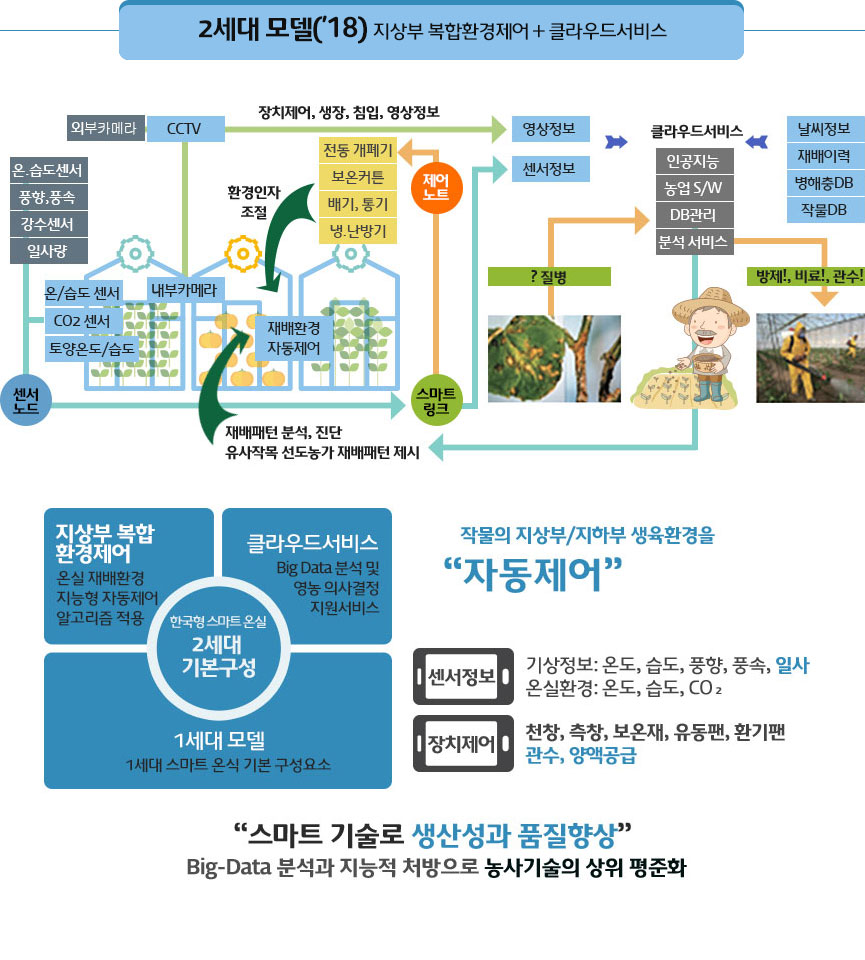 2세대 모델('18) 지상부 복합환경제어 + 클라우드서비스
장치제어, 생장, 침입, 영상정보
외부카메라
CCTV
영상정보
센서정보
클라우드서비스
인공지능
농업 S/W
DB관리
분석 서비스
날씨정보
재배이력
병해충DB
작물DB
온.습도센서
풍향,풍속
강수센서
일사량
환경인자
조절
전동 개폐기
보온커튼
배기, 통기
냉.난방기
제어
노트
온/습도 센서
CO2 센서
토양온도/습도
내부카메라
재배환경
자동제어
? 질병
방제!, 비료!, 관수!
센서
노드
스마트
링크
재배패턴 분석, 진단
유사작목 선도농가 재배패턴 제시
지상부 복합
환경제어
온실 재배환경
지능형 자동제어
알고리즘 적용
클라우드서비스
Big Data 분석 및
영농 의사결정
지원서비스
한국형 스마트 온실
2세대
기본구성
1세대 모델
1세대 스마트 온식 기본 구성요소
작물의 지상부/지하부 생육환경을
“자동제어”
센서정보
기상정보: 온도, 습도, 풍향, 풍속, 일사
온실환경: 온도, 습도, CO₂
장치제어
천창, 측창, 보온재, 유동팬, 환기팬
관수, 양액공급
“스마트 기술로 생산성과 품질향상”
Big-Data 분석과 지능적 처방으로 농사기술의 상위 평준화